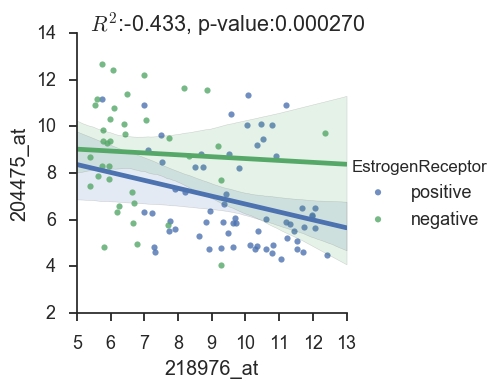 R²:-0.433, p-value:0.000270
14
12
10
8
6
4
2
204475_at
5 6 7 8 9 10 11 12 13
218976_at
EstrogenReceptor
positive
negative